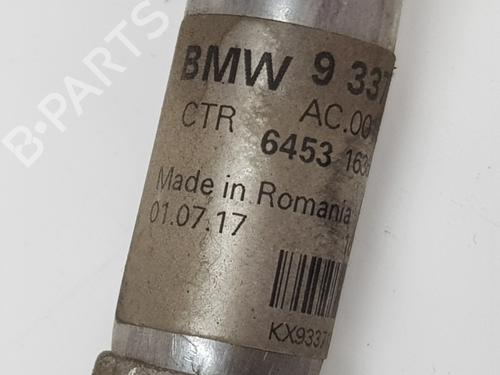 B-PARTS
BMW 9 337
AC.00
CTR 6453 163
Made in Romania
01.07.17
KX9337